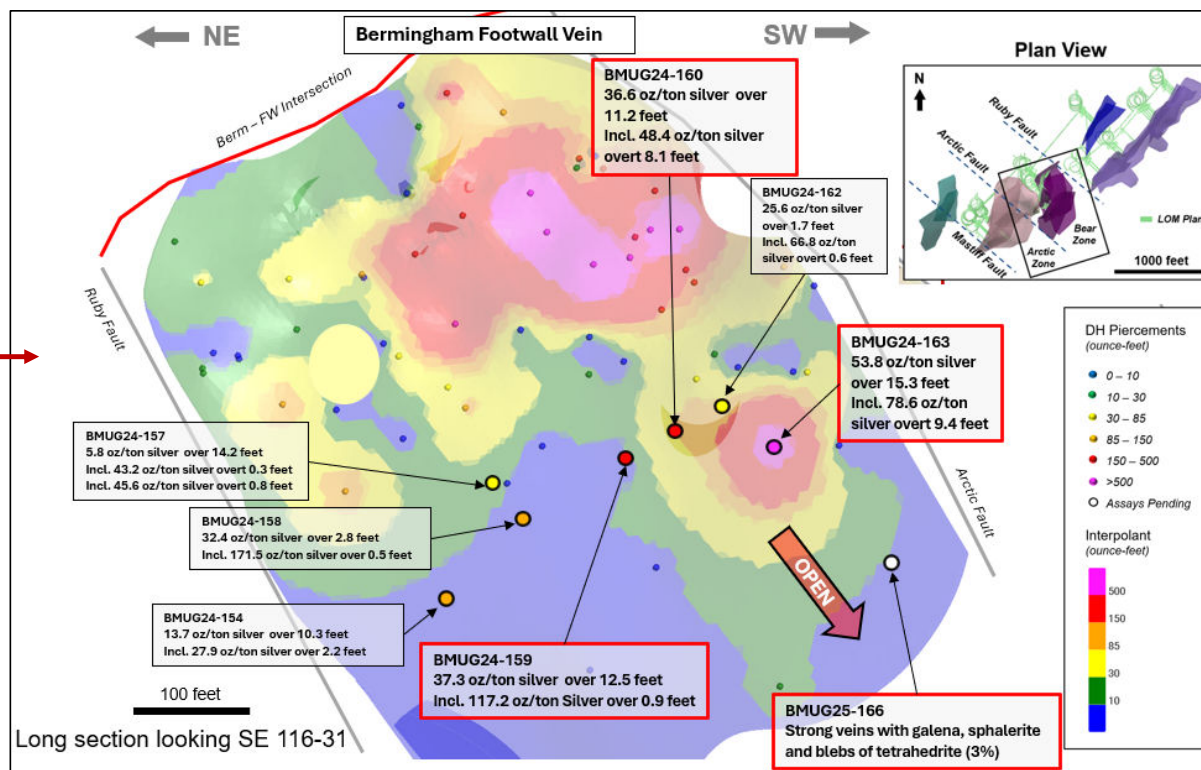 NE
Bermingham Footwall Vein
SW
Berm – FW Intersection
Ruby Fault
BMUG24-160
36.6 oz/ton silver over
11.2 feet
Incl. 48.4 oz/ton silver
overt 8.1 feet
BMUG24-162
25.6 oz/ton silver
over 1.7 feet
Incl. 66.8 oz/ton
silver overt 0.6 feet
BMUG24-163
53.8 oz/ton silver
over 15.3 feet
Incl. 78.6 oz/ton
silver overt 9.4 feet
BMUG24-157
5.8 oz/ton silver over 14.2 feet
Incl. 43.2 oz/ton silver overt 0.3 feet
Incl. 45.6 oz/ton silver overt 0.8 feet
BMUG24-158
32.4 oz/ton silver over 2.8 feet
Incl. 171.5 oz/ton silver over 0.5 feet
BMUG24-154
13.7 oz/ton silver over 10.3 feet
Incl. 27.9 oz/ton silver over 2.2 feet
BMUG24-159
37.3 oz/ton silver over 12.5 feet
Incl. 117.2 oz/ton Silver over 0.9 feet
BMUG25-166
Strong veins with galena, sphalerite
and blebs of tetrahedrite (3%)
OPEN
Arctic Fault
100 feet
Long section looking SE 116-31
Plan View
N
Ruby Fault
Arctic Fault
Mastiff Fault
LOM Plan
Bear
Zone
Arctic
Zone
1000 feet
DH Piercements
(ounce-feet)
0 – 10
10 – 30
30 – 85
85 – 150
150 – 500
>500
Assays Pending
Interpolant
(ounce-feet)
500
150
85
30
10